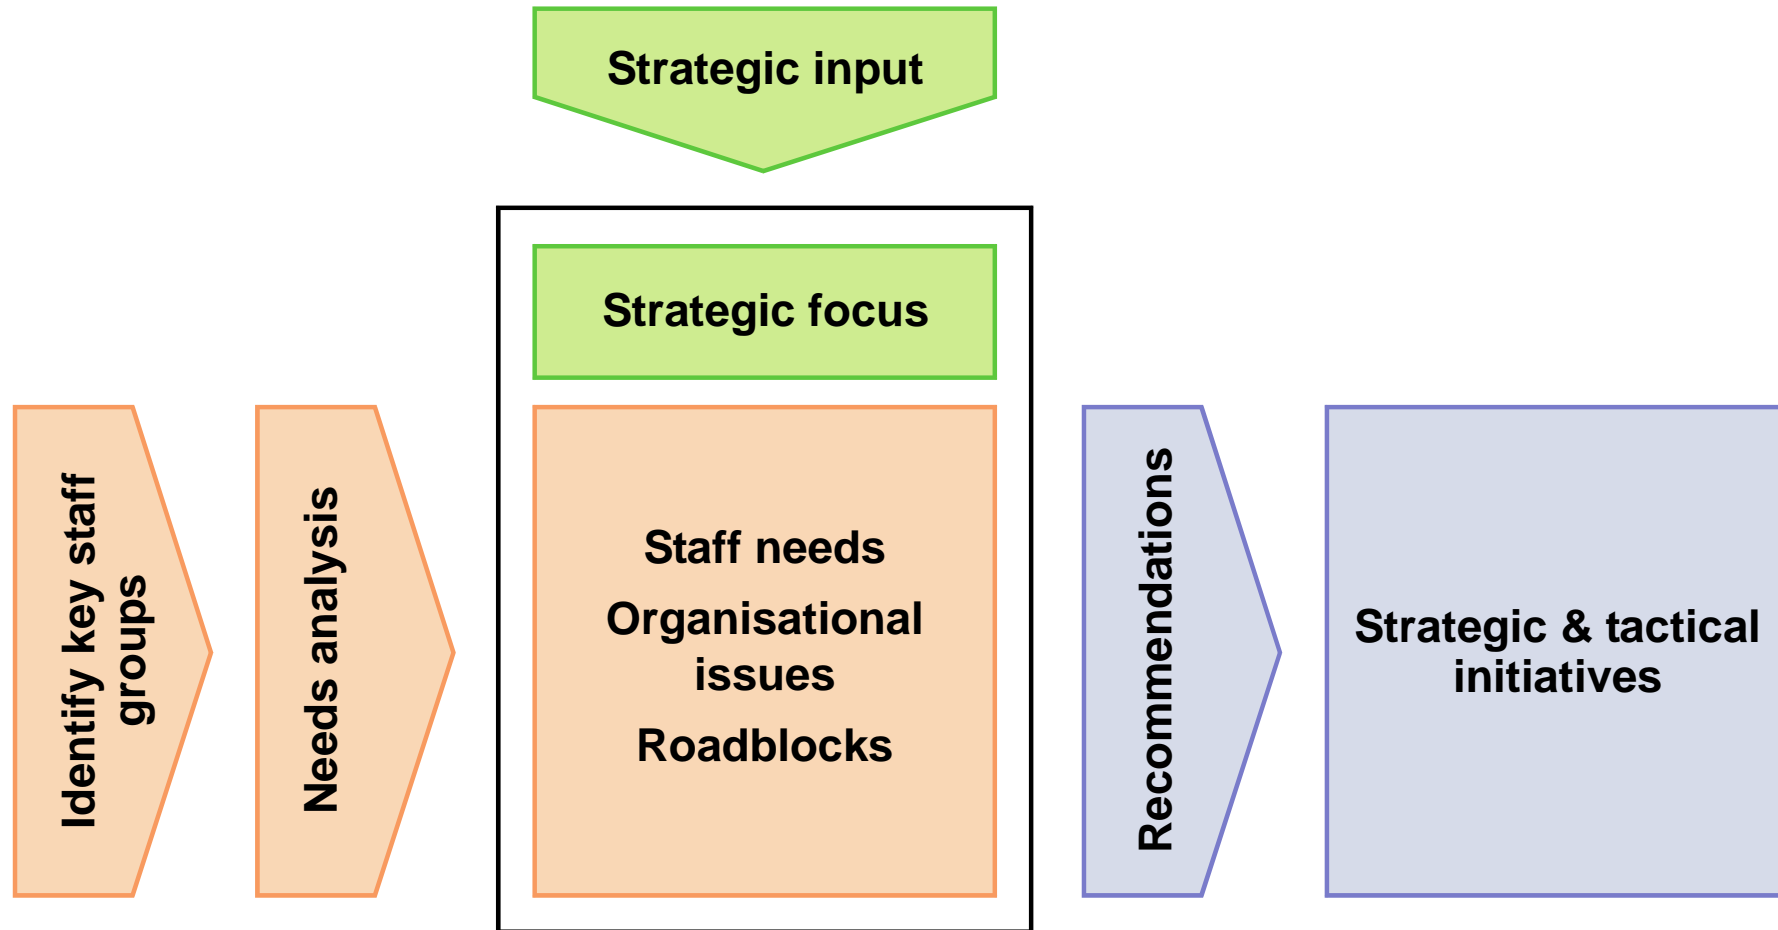 Strategic input
Strategic focus
Identify key staff
groups
Needs analysis
Staff needs
Organisational
issues
Roadblocks
Recommendations
Strategic & tactical
initiatives